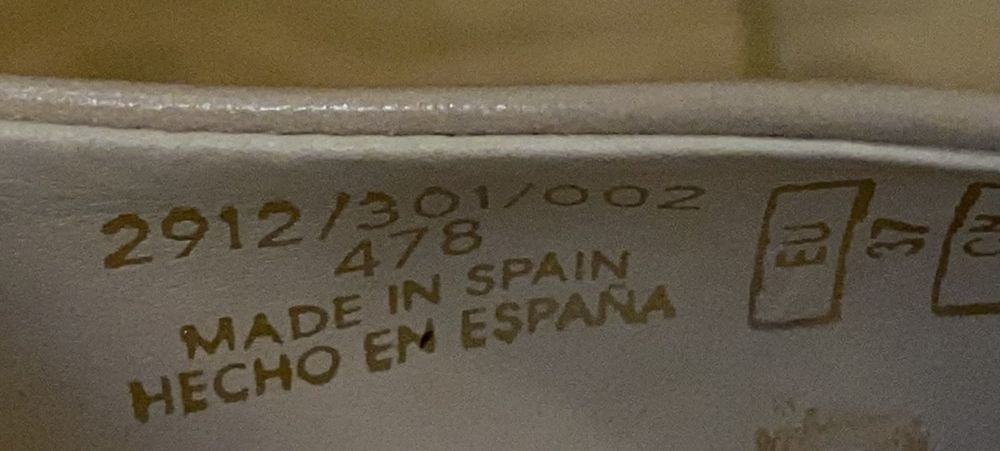 2912/301/002
478
MADE IN SPAIN
HECHO EN ESPAÑA
EU
37